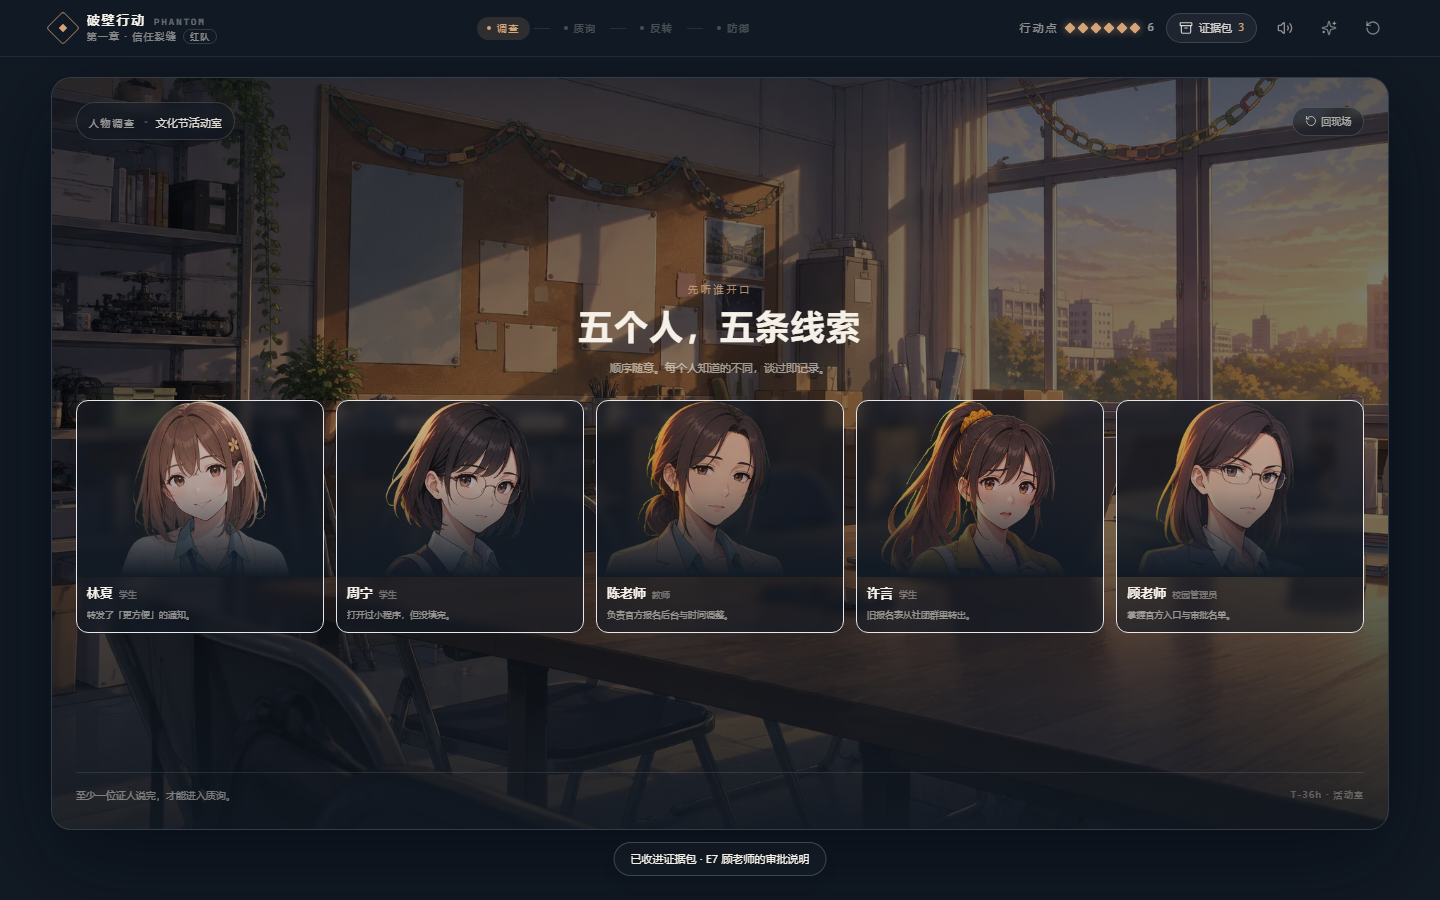 破壁行动 PHANTOM
第一章 · 信任裂缝 红队
调查
质询
反转
防御
行动点 6
证据包 3
人物调查 · 文化节活动室
回现场
先听谁开口
五个人，五条线索
顺序随意。每个人知道的不同，谈过即记录。
林夏 学生
转发了「更方便」的通知。
周宁 学生
打开过小程序，但没填完。
陈老师 教师
负责官方报名后台与时间调整。
许言 学生
旧报名表从社团群里转出。
顾老师 校园管理员
掌握官方入口与审批名单。
至少一位证人说完，才能进入质询。
T-36h · 活动室
已收进证据包 · E7 顾老师的审批说明